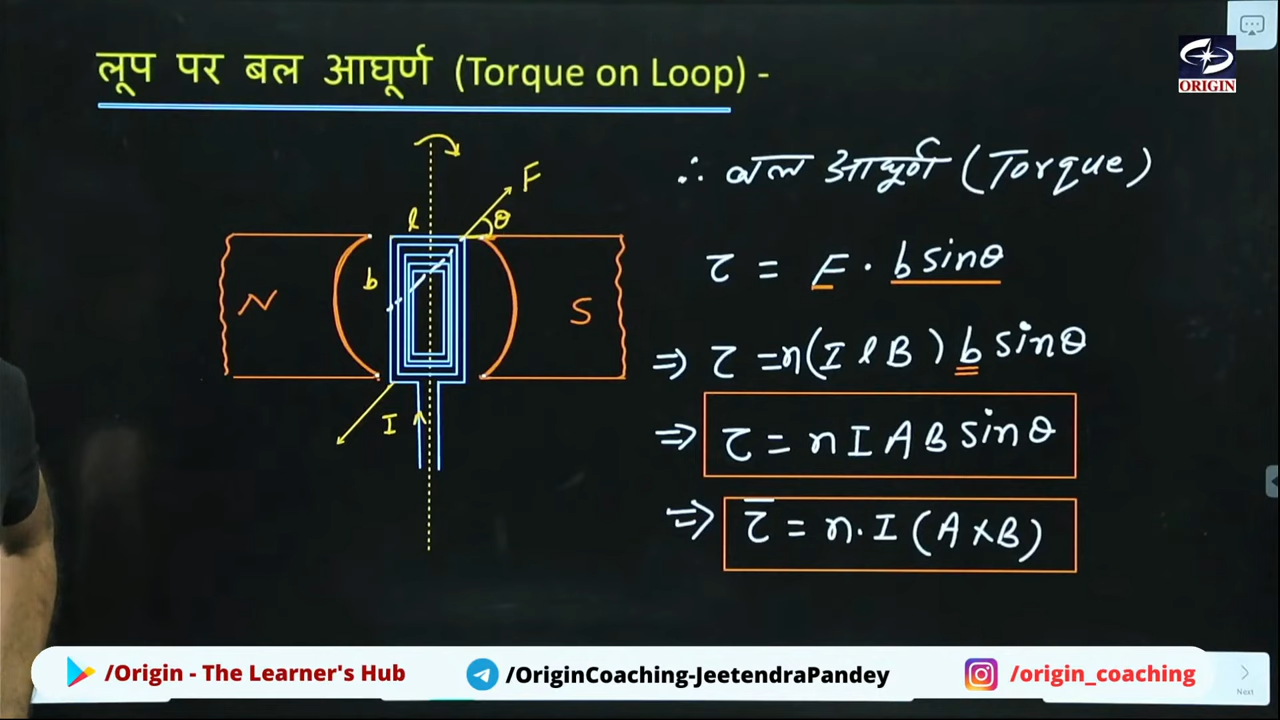 लूप पर बल आघूर्ण (Torque on Loop) -
ORIGIN
∴ बल आघूर्ण (Torque)
F
l
θ
τ = F · b sinθ
b
N
S
⇒ τ = n(I l B) b sinθ
I
⇒ τ = n I A B sinθ
⇒ τ̅ = n · I (A × B)
/Origin - The Learner's Hub
/OriginCoaching-JeetendraPandey
/origin_coaching
Next